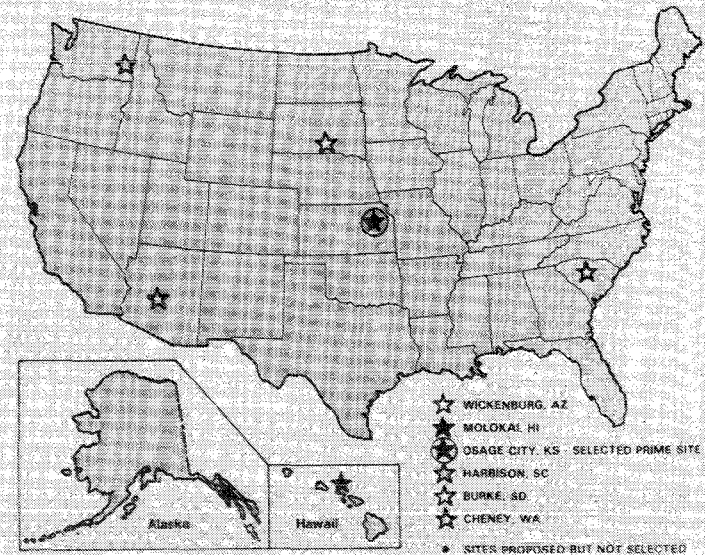 WICKENBURG, AZ
MOLOKAI, HI
OSAGE CITY, KS - SELECTED PRIME SITE
HARBISON, SC
BURKE, SD
CHENEY, WA
SITES PROPOSED BUT NOT SELECTED
Alaska
Hawaii